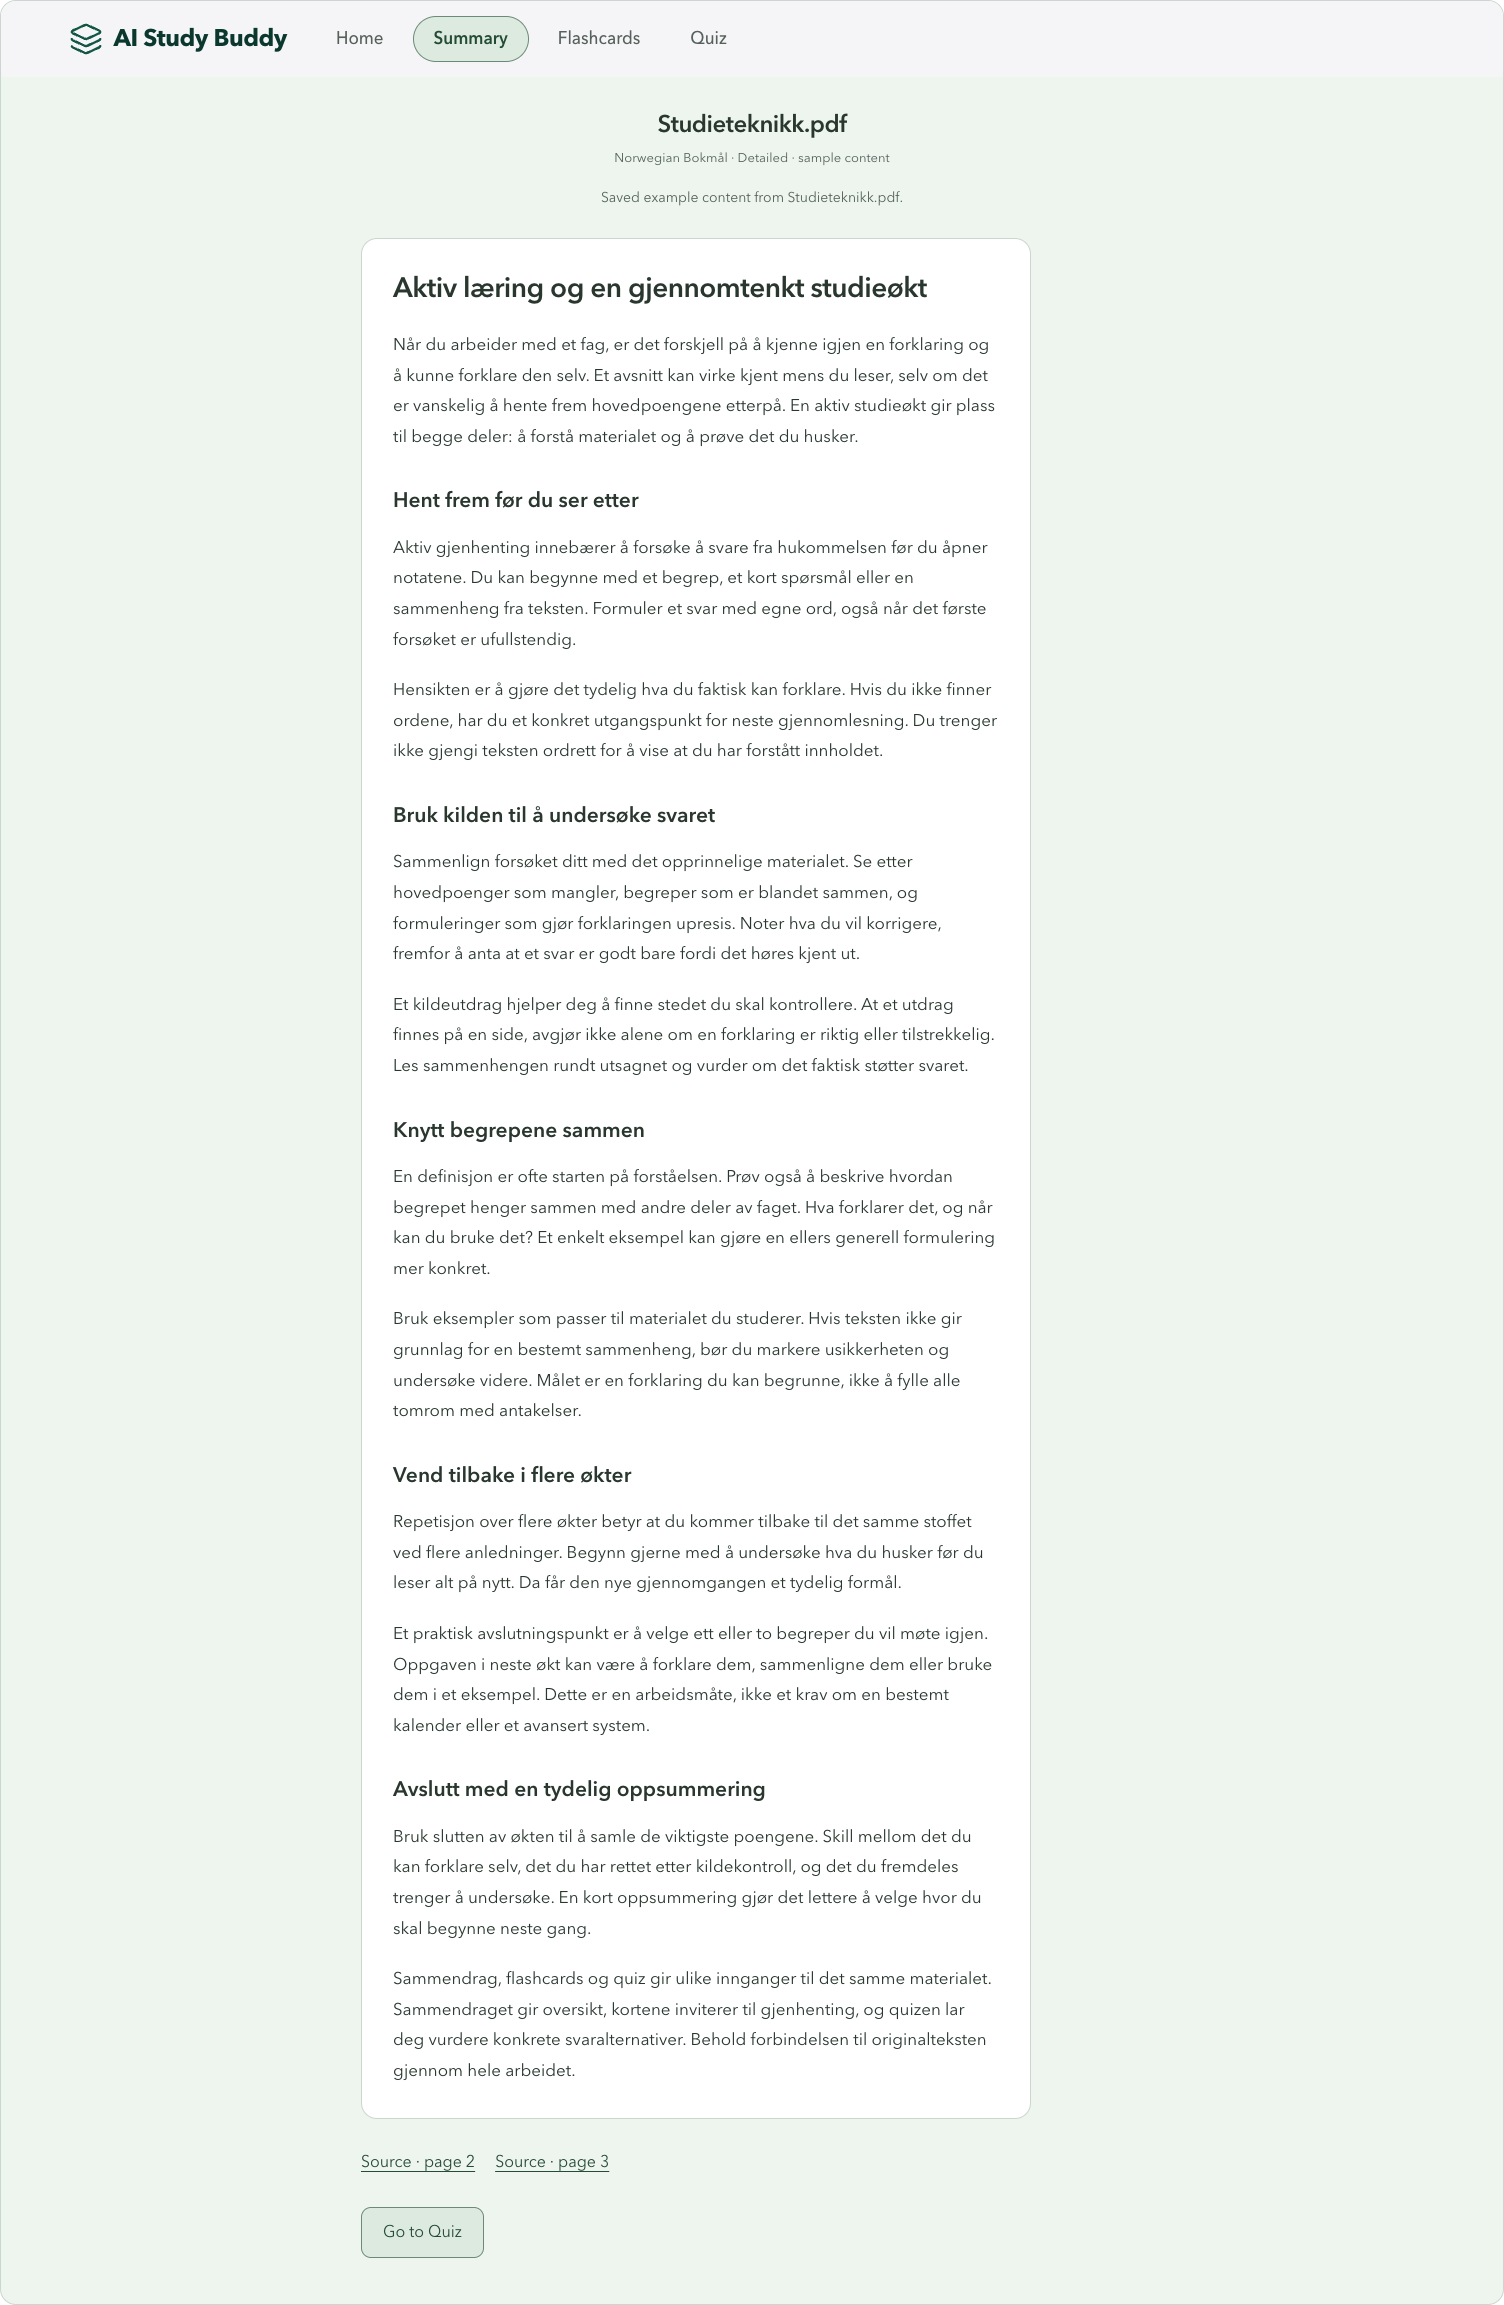 AI Study Buddy
Home
Summary
Flashcards
Quiz
Studieteknikk.pdf
Norwegian Bokmål · Detailed · sample content
Saved example content from Studieteknikk.pdf.
Aktiv læring og en gjennomtenkt studieøkt
Når du arbeider med et fag, er det forskjell på å kjenne igjen en forklaring og
å kunne forklare den selv. Et avsnitt kan virke kjent mens du leser, selv om det
er vanskelig å hente frem hovedpoengene etterpå. En aktiv studieøkt gir plass
til begge deler: å forstå materialet og å prøve det du husker.
Hent frem før du ser etter
Aktiv gjenhenting innebærer å forsøke å svare fra hukommelsen før du åpner
notatene. Du kan begynne med et begrep, et kort spørsmål eller en
sammenheng fra teksten. Formuler et svar med egne ord, også når det første
forsøket er ufullstendig.
Hensikten er å gjøre det tydelig hva du faktisk kan forklare. Hvis du ikke finner
ordene, har du et konkret utgangspunkt for neste gjennomlesning. Du trenger
ikke gjengi teksten ordrett for å vise at du har forstått innholdet.
Bruk kilden til å undersøke svaret
Sammenlign forsøket ditt med det opprinnelige materialet. Se etter
hovedpoenger som mangler, begreper som er blandet sammen, og
formuleringer som gjør forklaringen upresis. Noter hva du vil korrigere,
fremfor å anta at et svar er godt bare fordi det høres kjent ut.
Et kildeutdrag hjelper deg å finne stedet du skal kontrollere. At et utdrag
finnes på en side, avgjør ikke alene om en forklaring er riktig eller tilstrekkelig.
Les sammenhengen rundt utsagnet og vurder om det faktisk støtter svaret.
Knytt begrepene sammen
En definisjon er ofte starten på forståelsen. Prøv også å beskrive hvordan
begrepet henger sammen med andre deler av faget. Hva forklarer det, og når
kan du bruke det? Et enkelt eksempel kan gjøre en ellers generell formulering
mer konkret.
Bruk eksempler som passer til materialet du studerer. Hvis teksten ikke gir
grunnlag for en bestemt sammenheng, bør du markere usikkerheten og
undersøke videre. Målet er en forklaring du kan begrunne, ikke å fylle alle
tomrom med antakelser.
Vend tilbake i flere økter
Repetisjon over flere økter betyr at du kommer tilbake til det samme stoffet
ved flere anledninger. Begynn gjerne med å undersøke hva du husker før du
leser alt på nytt. Da får den nye gjennomgangen et tydelig formål.
Et praktisk avslutningspunkt er å velge ett eller to begreper du vil møte igjen.
Oppgaven i neste økt kan være å forklare dem, sammenligne dem eller bruke
dem i et eksempel. Dette er en arbeidsmåte, ikke et krav om en bestemt
kalender eller et avansert system.
Avslutt med en tydelig oppsummering
Bruk slutten av økten til å samle de viktigste poengene. Skill mellom det du
kan forklare selv, det du har rettet etter kildekontroll, og det du fremdeles
trenger å undersøke. En kort oppsummering gjør det lettere å velge hvor du
skal begynne neste gang.
Sammendrag, flashcards og quiz gir ulike innganger til det samme materialet.
Sammendraget gir oversikt, kortene inviterer til gjenhenting, og quizen lar
deg vurdere konkrete svaralternativer. Behold forbindelsen til originalteksten
gjennom hele arbeidet.
Source · page 2
Source · page 3
Go to Quiz